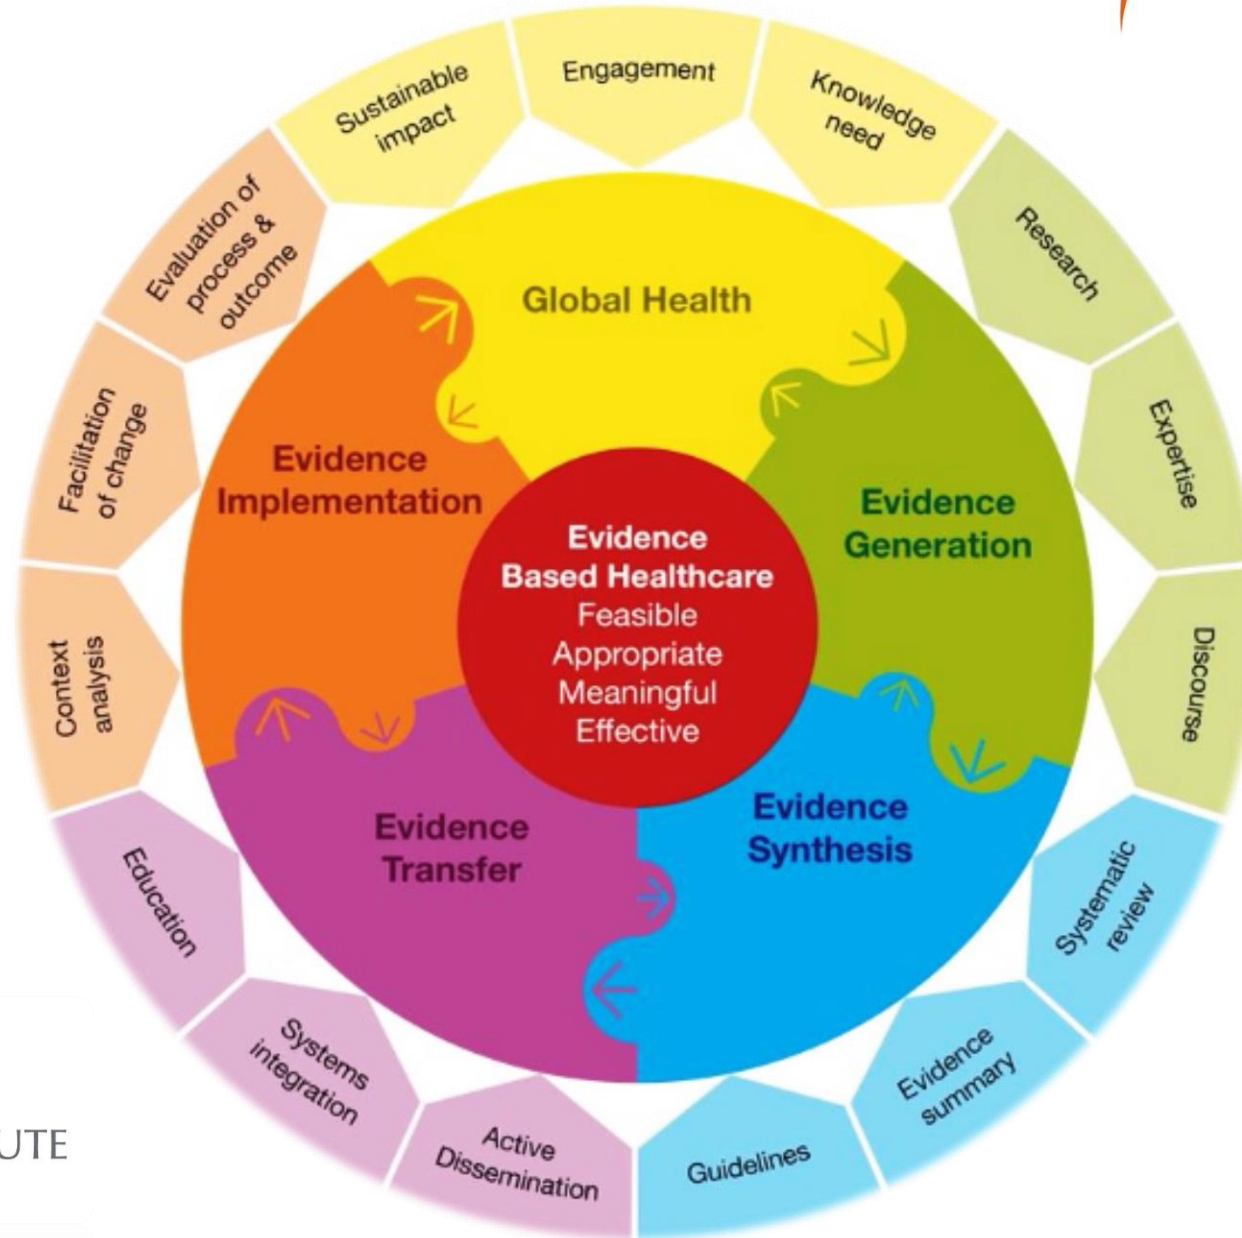 Engagement
Knowledge
need
Research
Expertise
Discourse
Systematic
review
Evidence
summary
Guidelines
Active
Dissemination
Systems
integration
Education
Context
analysis
Facilitation
of change
Evaluation of
process &
outcome
Sustainable
impact
Global Health
Evidence
Generation
Evidence
Synthesis
Evidence
Transfer
Evidence
Implementation
Evidence
Based Healthcare
Feasible
Appropriate
Meaningful
Effective
UTE